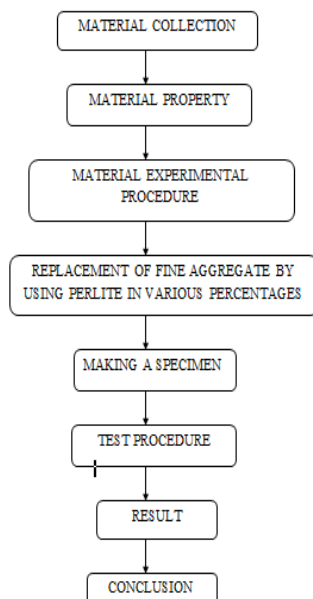 MATERIAL COLLECTION
MATERIAL PROPERTY
MATERIAL EXPERIMENTAL
PROCEDURE
REPLACEMENT OF FINE AGGREGATE BY
USING PERLITE IN VARIOUS PERCENTAGES
MAKING A SPECIMEN
TEST PROCEDURE
RESULT
CONCLUSION